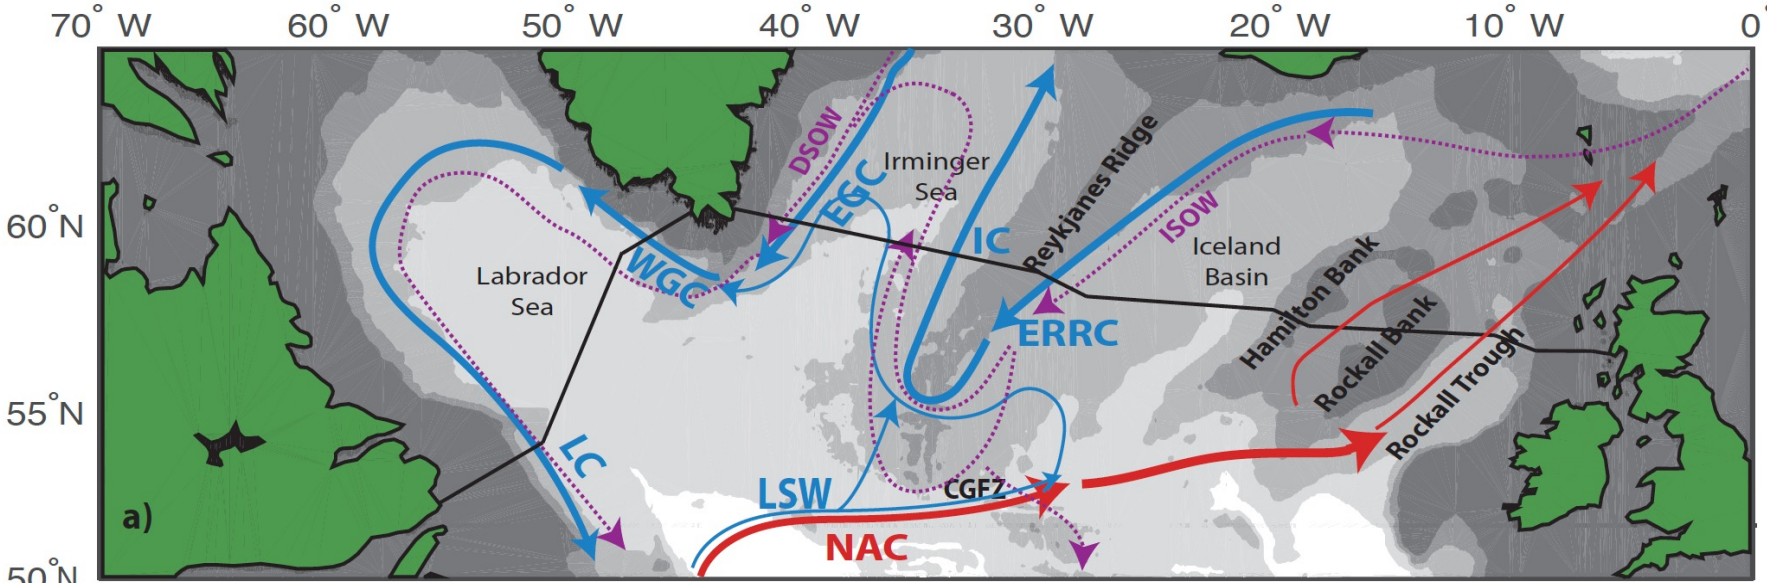 70° W
60° W
50° W
40° W
30° W
20° W
10° W
0°
60°N
55°N
50°N
DSOW
EGC
Irminger
Sea
IC
Reykjanes Ridge
ISOW
Iceland
Basin
WGC
Labrador
Sea
ERRC
Hamilton Bank
Rockall Bank
Rockall Trough
LC
LSW
CGFZ
NAC
a)